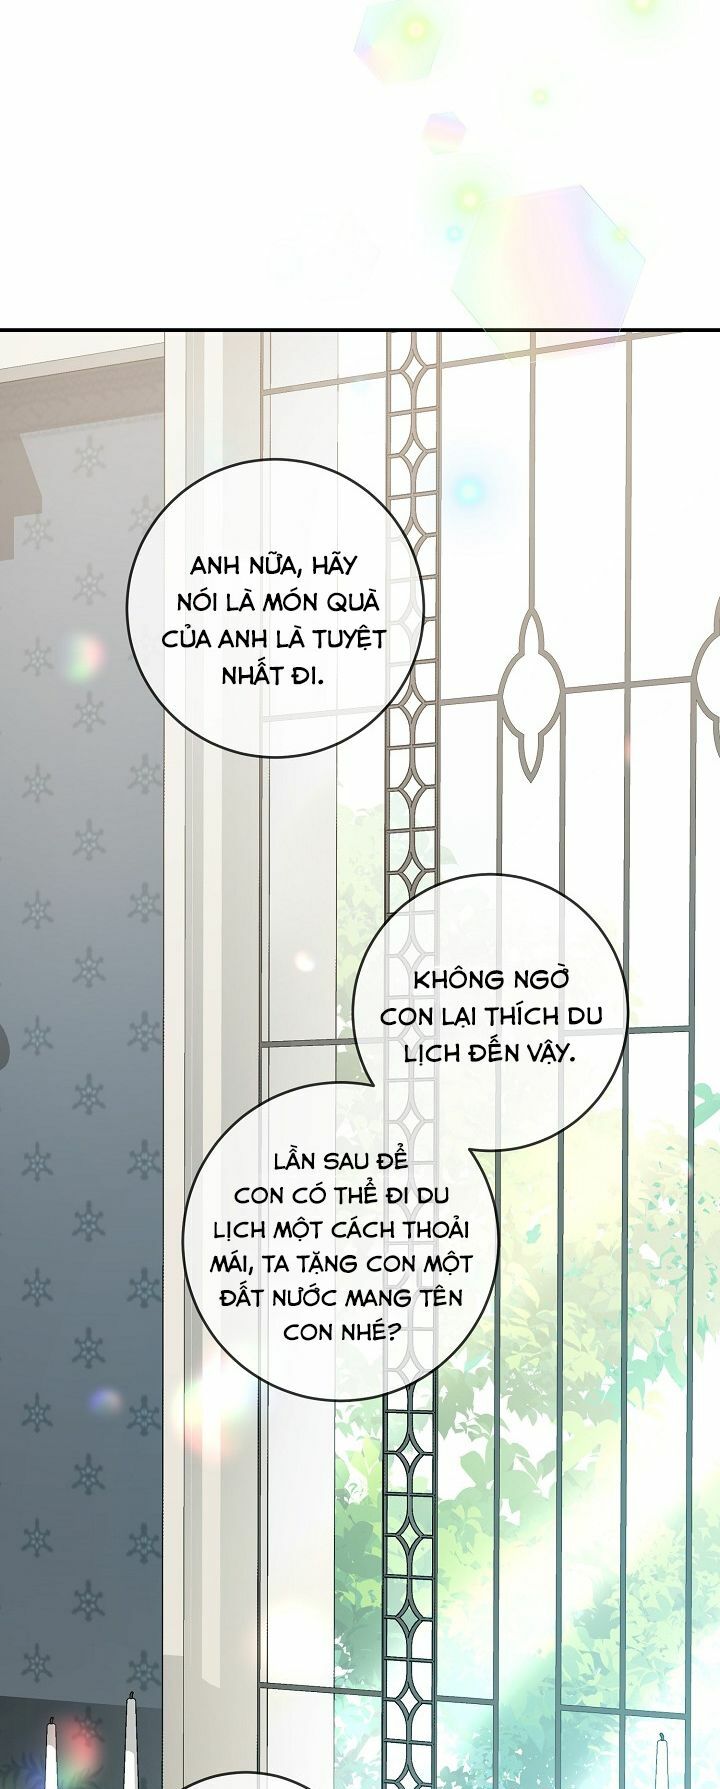 ANH NỮA, HÃY
NÓI LÀ MÓN QUÀ
CỦA ANH LÀ TUYỆT
NHẤT ĐI.
KHÔNG NGỜ
CON LẠI THÍCH DU
LỊCH ĐẾN VẬY.
LẦN SAU ĐỂ
CON CÓ THỂ ĐI DU
LỊCH MỘT CÁCH THOẢI
MÁI, TA TẶNG CON MỘT
ĐẤT NƯỚC MANG TÊN
CON NHÉ?